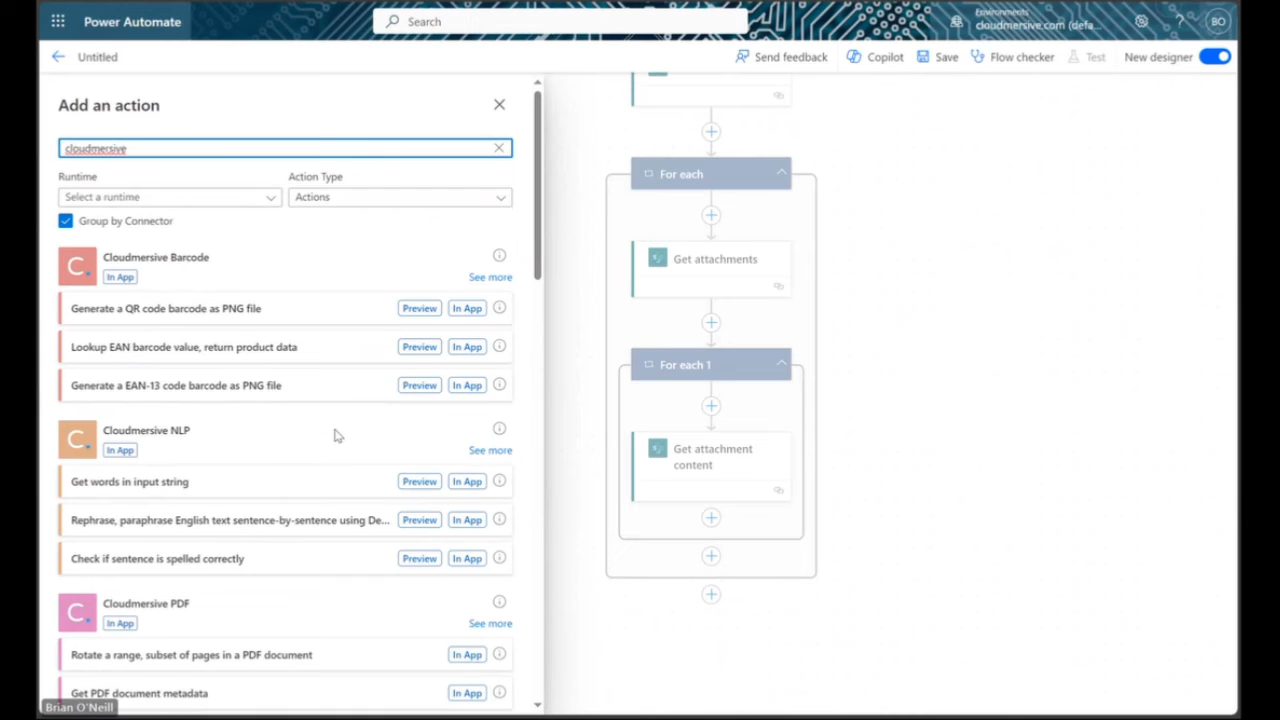 Power Automate
Search
Environments
cloudmersive.com (defa...
BO
Untitled
Send feedback
Copilot
Save
Flow checker
Test
New designer
Add an action
cloudmersive
Runtime
Action Type
Select a runtime
Actions
Group by Connector
Cloudmersive Barcode
In App
See more
Generate a QR code barcode as PNG file
Preview
In App
Lookup EAN barcode value, return product data
Preview
In App
Generate a EAN-13 code barcode as PNG file
Preview
In App
Cloudmersive NLP
In App
See more
Get words in input string
Preview
In App
Rephrase, paraphrase English text sentence-by-sentence using De...
Preview
In App
Check if sentence is spelled correctly
Preview
In App
Cloudmersive PDF
In App
See more
Rotate a range, subset of pages in a PDF document
In App
Get PDF document metadata
In App
Brian O'Neill
For each
Get attachments
For each 1
Get attachment
content